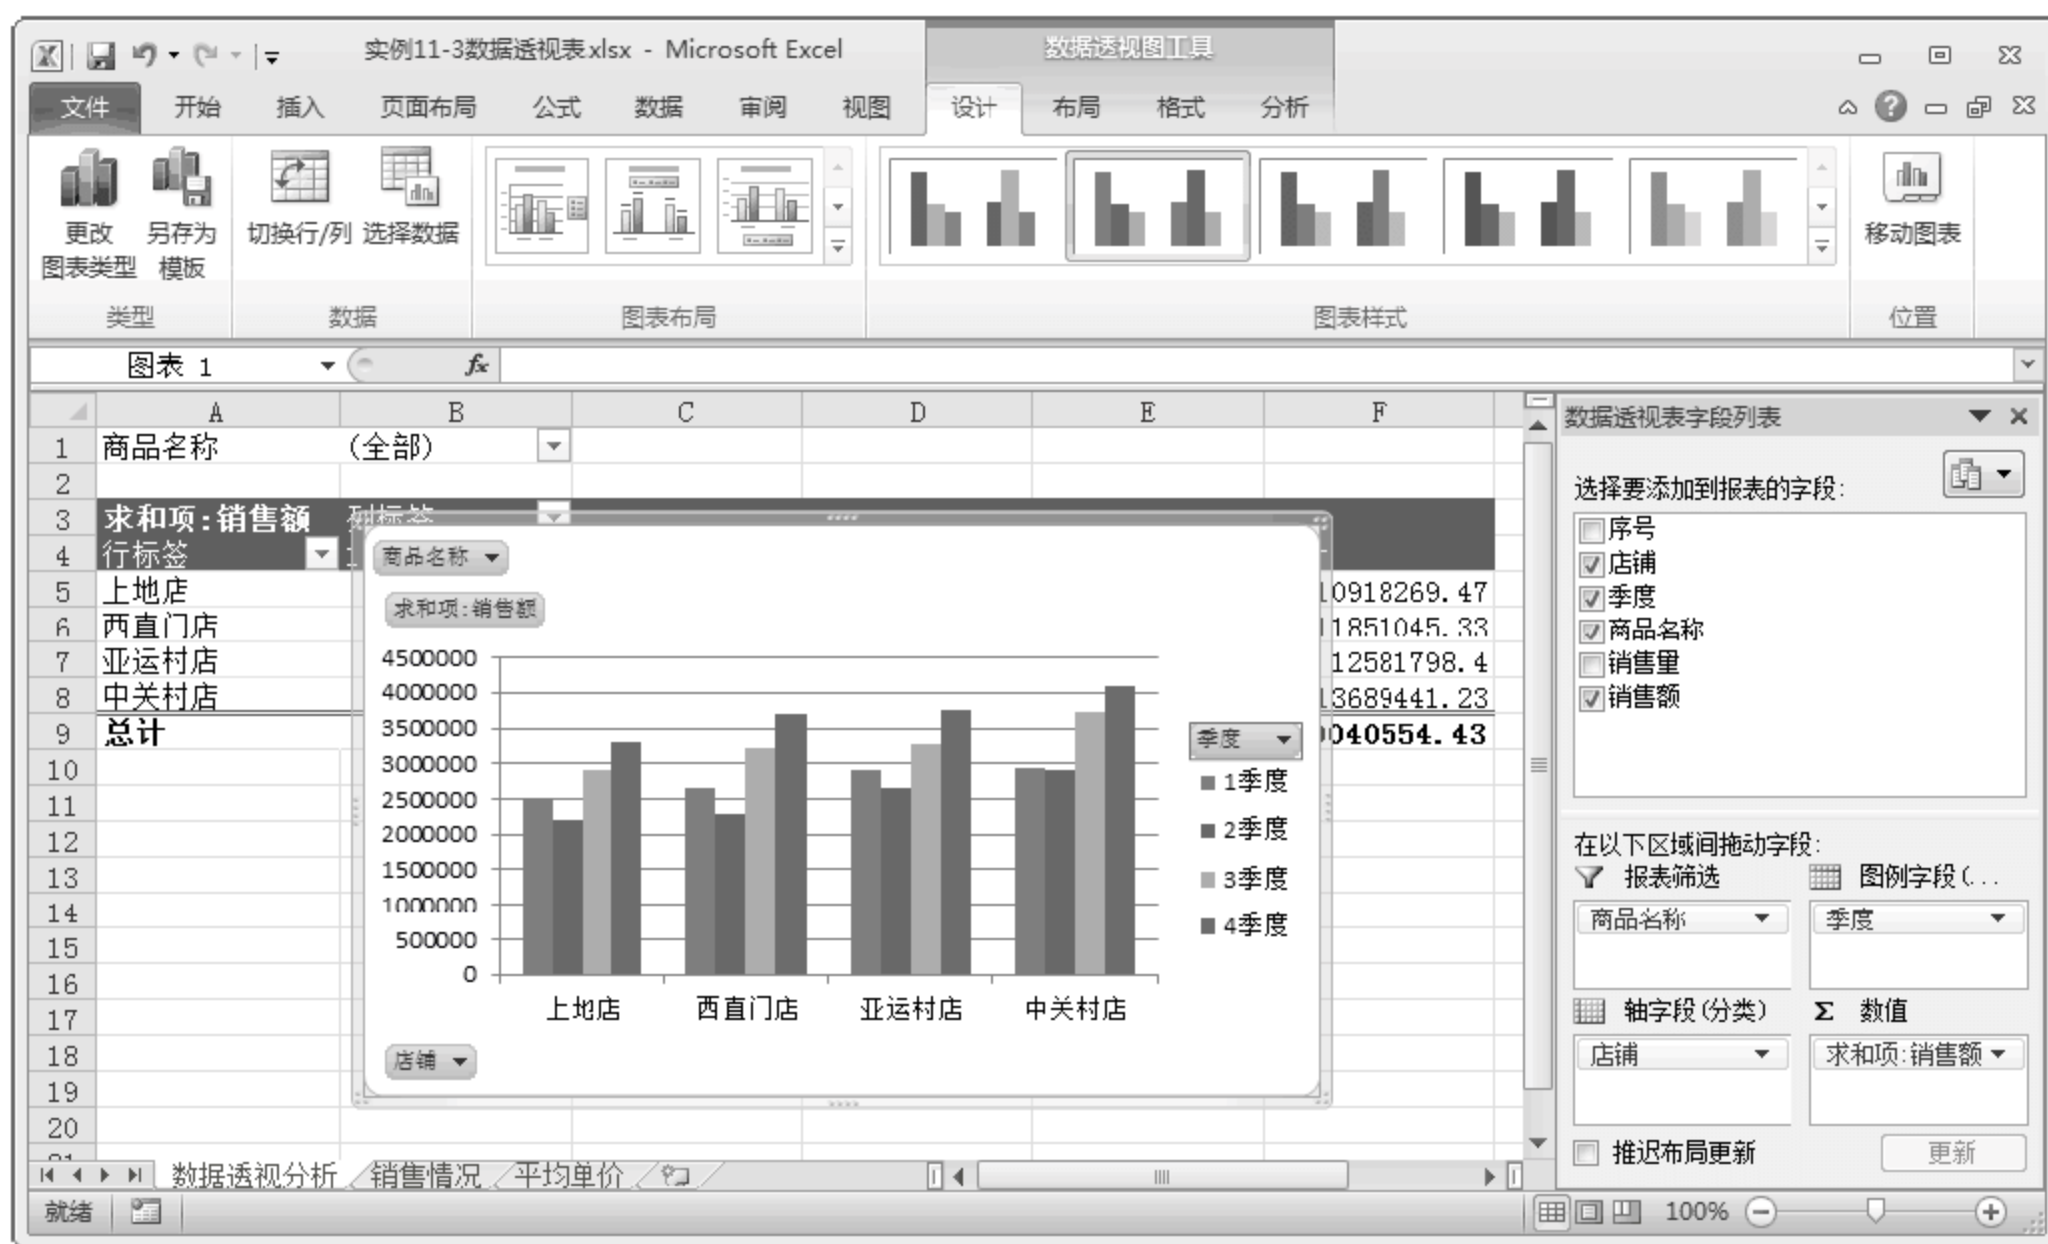 实例11-3数据透视表.xlsx - Microsoft Excel
数据透视图工具
文件 开始 插入 页面布局 公式 数据 审阅 视图 设计 布局 格式 分析
更改
图表类型
另存为
模板
切换行/列 选择数据
移动图表
类型 数据 图表布局 图表样式 位置
图表 1 fx
A B C D E F
1 商品名称 (全部)
2
3 求和项:销售额 列标签
4 行标签
5 上地店 10918269.47
6 西直门店 11851045.33
7 亚运村店 12581798.4
8 中关村店 13689441.23
9 总计 040554.43
10
11
12
13
14
15
16
17
18
19
20
21
商品名称
求和项:销售额
4500000
4000000
3500000
3000000
2500000
2000000
1500000
1000000
500000
0
上地店 西直门店 亚运村店 中关村店
店铺
季度
1季度
2季度
3季度
4季度
数据透视表字段列表
选择要添加到报表的字段:
序号
店铺
季度
商品名称
销售量
销售额
在以下区域间拖动字段:
报表筛选 图例字段(...
商品名称 季度
轴字段(分类) Σ 数值
店铺 求和项:销售额
推迟布局更新 更新
数据透视分析 销售情况 平均单价
就绪 100%